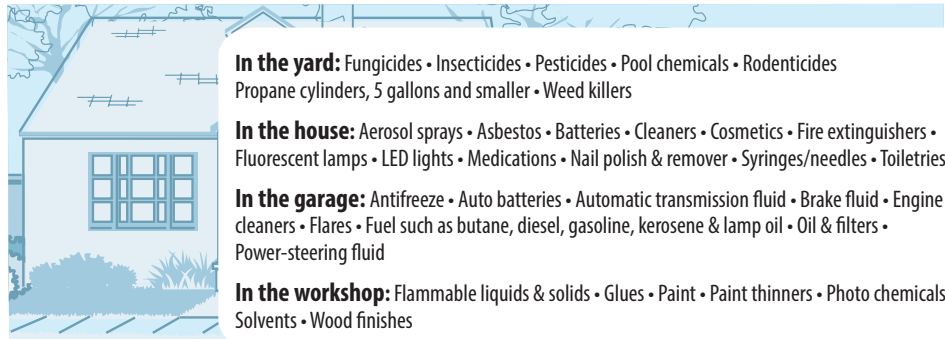 In the yard: Fungicides • Insecticides • Pesticides • Pool chemicals • Rodenticides
Propane cylinders, 5 gallons and smaller • Weed killers
In the house: Aerosol sprays • Asbestos • Batteries • Cleaners • Cosmetics • Fire extinguishers •
Fluorescent lamps • LED lights • Medications • Nail polish & remover • Syringes/needles • Toiletries
In the garage: Antifreeze • Auto batteries • Automatic transmission fluid • Brake fluid • Engine
cleaners • Flares • Fuel such as butane, diesel, gasoline, kerosene & lamp oil • Oil & filters •
Power-steering fluid
In the workshop: Flammable liquids & solids • Glues • Paint • Paint thinners • Photo chemicals
Solvents • Wood finishes